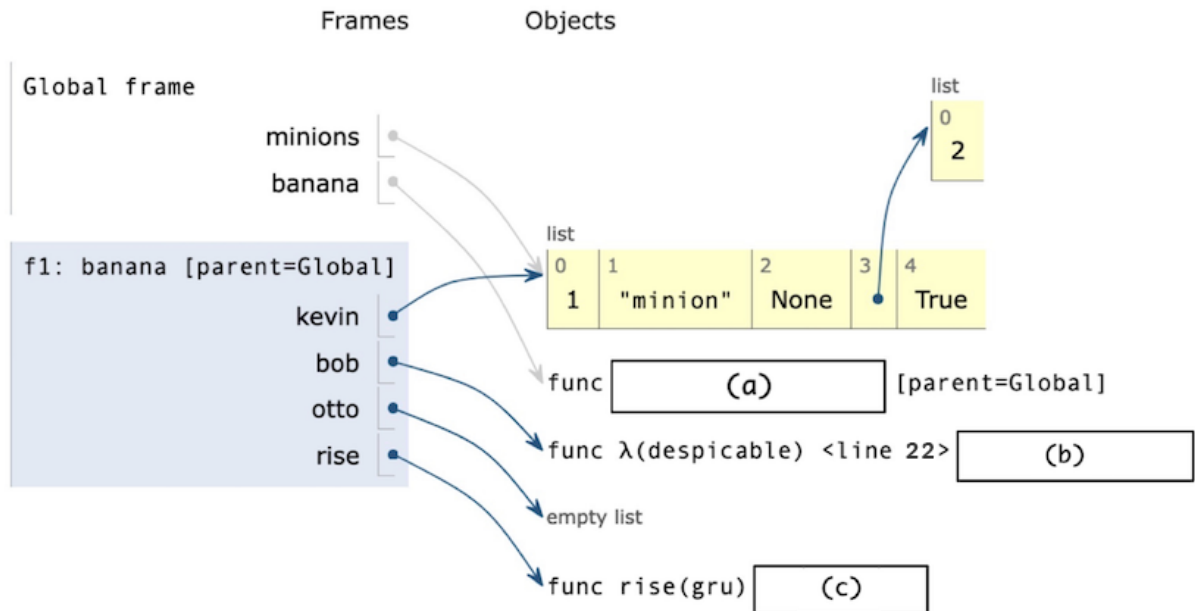 Frames Objects
Global frame
list
0
2
minions
banana
list
f1: banana [parent=Global]
0 1 2 3 4
1 "minion" None True
kevin
bob
func (a) [parent=Global]
otto
func λ(despicable) <line 22> (b)
rise
empty list
func rise(gru) (c)